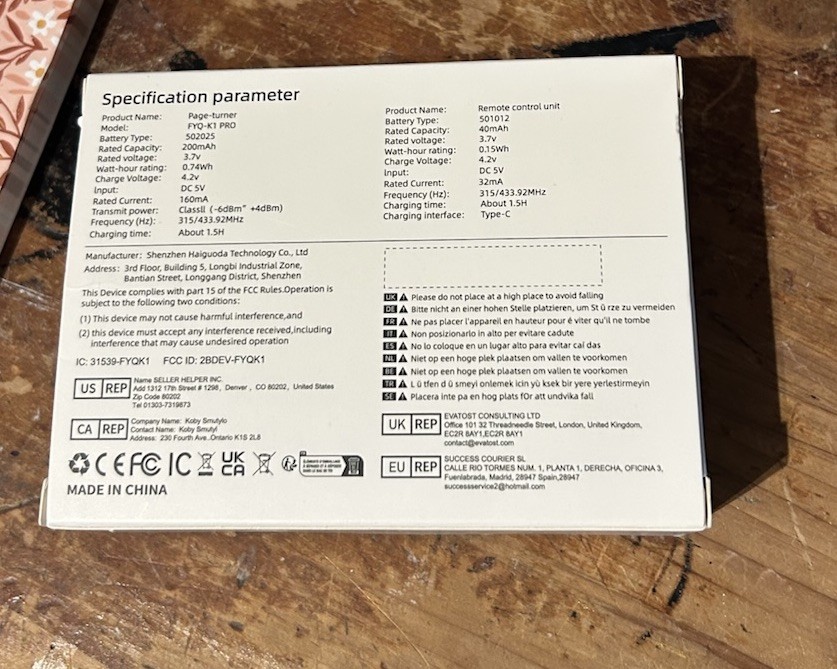 Specification parameter
Product Name: Page-turner
Model: FYQ-K1 PRO
Battery Type: 502025
Rated Capacity: 200mAh
Rated voltage: 3.7v
Watt-hour rating: 0.74Wh
Charge Voltage: 4.2v
Input: DC 5V
Rated Current: 160mA
Transmit power: ClassII (-6dBm~ +4dBm)
Frequency (Hz): 315/433.92MHz
Charging time: About 1.5H
Product Name: Remote control unit
Battery Type: 501012
Rated Capacity: 40mAh
Rated voltage: 3.7v
Watt-hour rating: 0.15Wh
Charge Voltage: 4.2v
Input: DC 5V
Rated Current: 32mA
Frequency (Hz): 315/433.92MHz
Charging time: About 1.5H
Charging interface: Type-C
Manufacturer: Shenzhen Haiguoda Technology Co., Ltd
Address: 3rd Floor, Building 5, Longbi Industrial Zone,
Bantian Street, Longgang District, Shenzhen
This Device complies with part 15 of the FCC Rules.Operation is
subject to the following two conditions:
(1) This device may not cause harmful interference,and
(2) this device must accept any interference received,including
interference that may cause undesired operation
IC: 31539-FYQK1 FCC ID: 2BDEV-FYQK1
US REP
Name SELLER HELPER INC.
Add 1312 17th Street # 1298, Denver, CO 80202, United States
Zip Code 80202
Tel 01303-7319873
CA REP
Company Name: Koby Smutylo
Contact Name: Koby Smutyl
Address: 230 Fourth Ave.,Ontario K1S 2L8
CE FC IC UK CA
MADE IN CHINA
UK Please do not place at a high place to avoid falling
DE Bitte nicht an einer hohen Stelle platzieren, um St ü rze zu vermeiden
FR Ne pas placer l'appareil en hauteur pour é viter qu'il ne tombe
IT Non posizionarlo in alto per evitare cadute
ES No lo coloque en un lugar alto para evitar caí das
NL Niet op een hoge plek plaatsen om vallen te voorkomen
BE Niet op een hoge plek plaatsen om vallen te voorkomen
TR L ü tfen d ü smeyi onlemek icin yü ksek bir yere yerlestirmeyin
SE Placera inte pa en hog plats fOr att undvika fall
UK REP
EVATOST CONSULTING LTD
Office 101 32 Threadneedle Street, London, United Kingdom,
EC2R 8AY1,EC2R 8AY1
contact@evatost.com
EU REP
SUCCESS COURIER SL
CALLE RIO TORMES NUM. 1, PLANTA 1, DERECHA, OFICINA 3,
Fuenlabrada, Madrid, 28947 Spain,28947
successservice2@hotmail.com